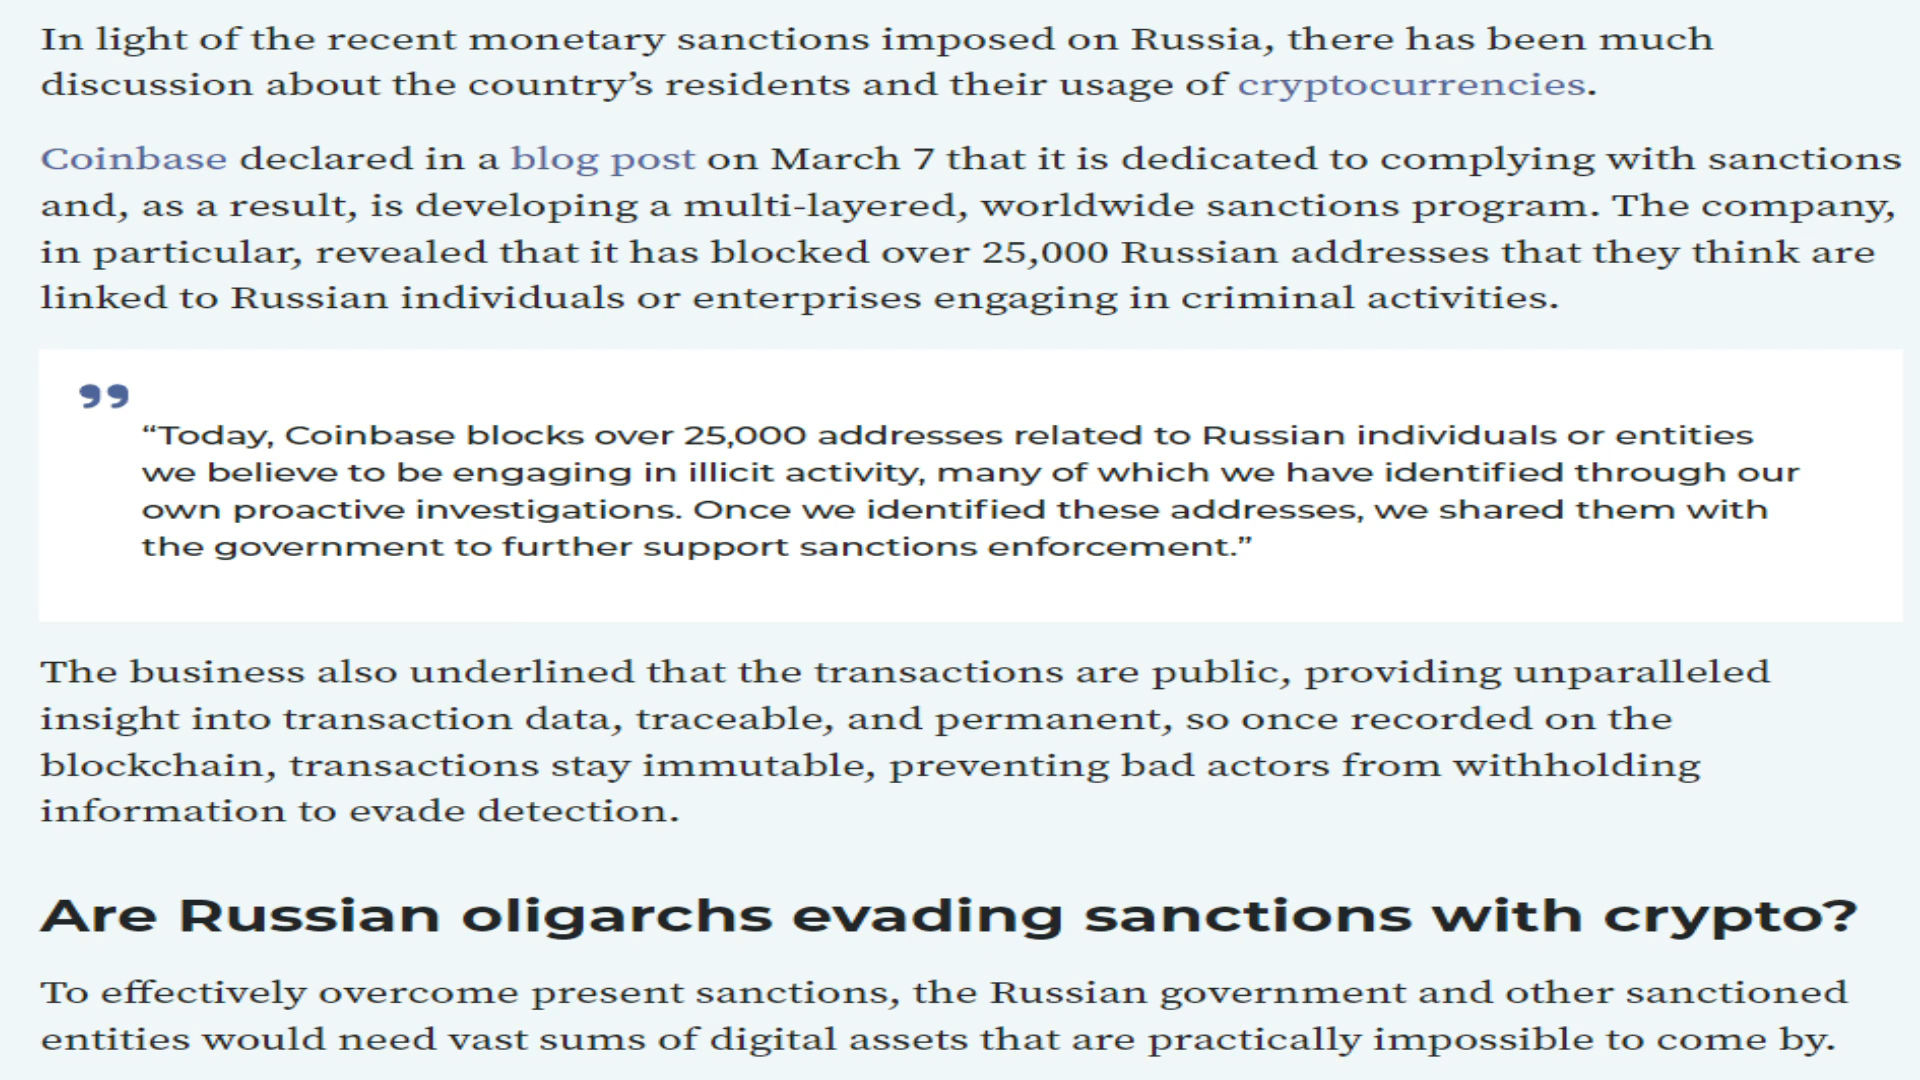 In light of the recent monetary sanctions imposed on Russia, there has been much
discussion about the country’s residents and their usage of cryptocurrencies.
Coinbase declared in a blog post on March 7 that it is dedicated to complying with sanctions
and, as a result, is developing a multi-layered, worldwide sanctions program. The company,
in particular, revealed that it has blocked over 25,000 Russian addresses that they think are
linked to Russian individuals or enterprises engaging in criminal activities.
”
“Today, Coinbase blocks over 25,000 addresses related to Russian individuals or entities
we believe to be engaging in illicit activity, many of which we have identified through our
own proactive investigations. Once we identified these addresses, we shared them with
the government to further support sanctions enforcement.”
The business also underlined that the transactions are public, providing unparalleled
insight into transaction data, traceable, and permanent, so once recorded on the
blockchain, transactions stay immutable, preventing bad actors from withholding
information to evade detection.
Are Russian oligarchs evading sanctions with crypto?
To effectively overcome present sanctions, the Russian government and other sanctioned
entities would need vast sums of digital assets that are practically impossible to come by.